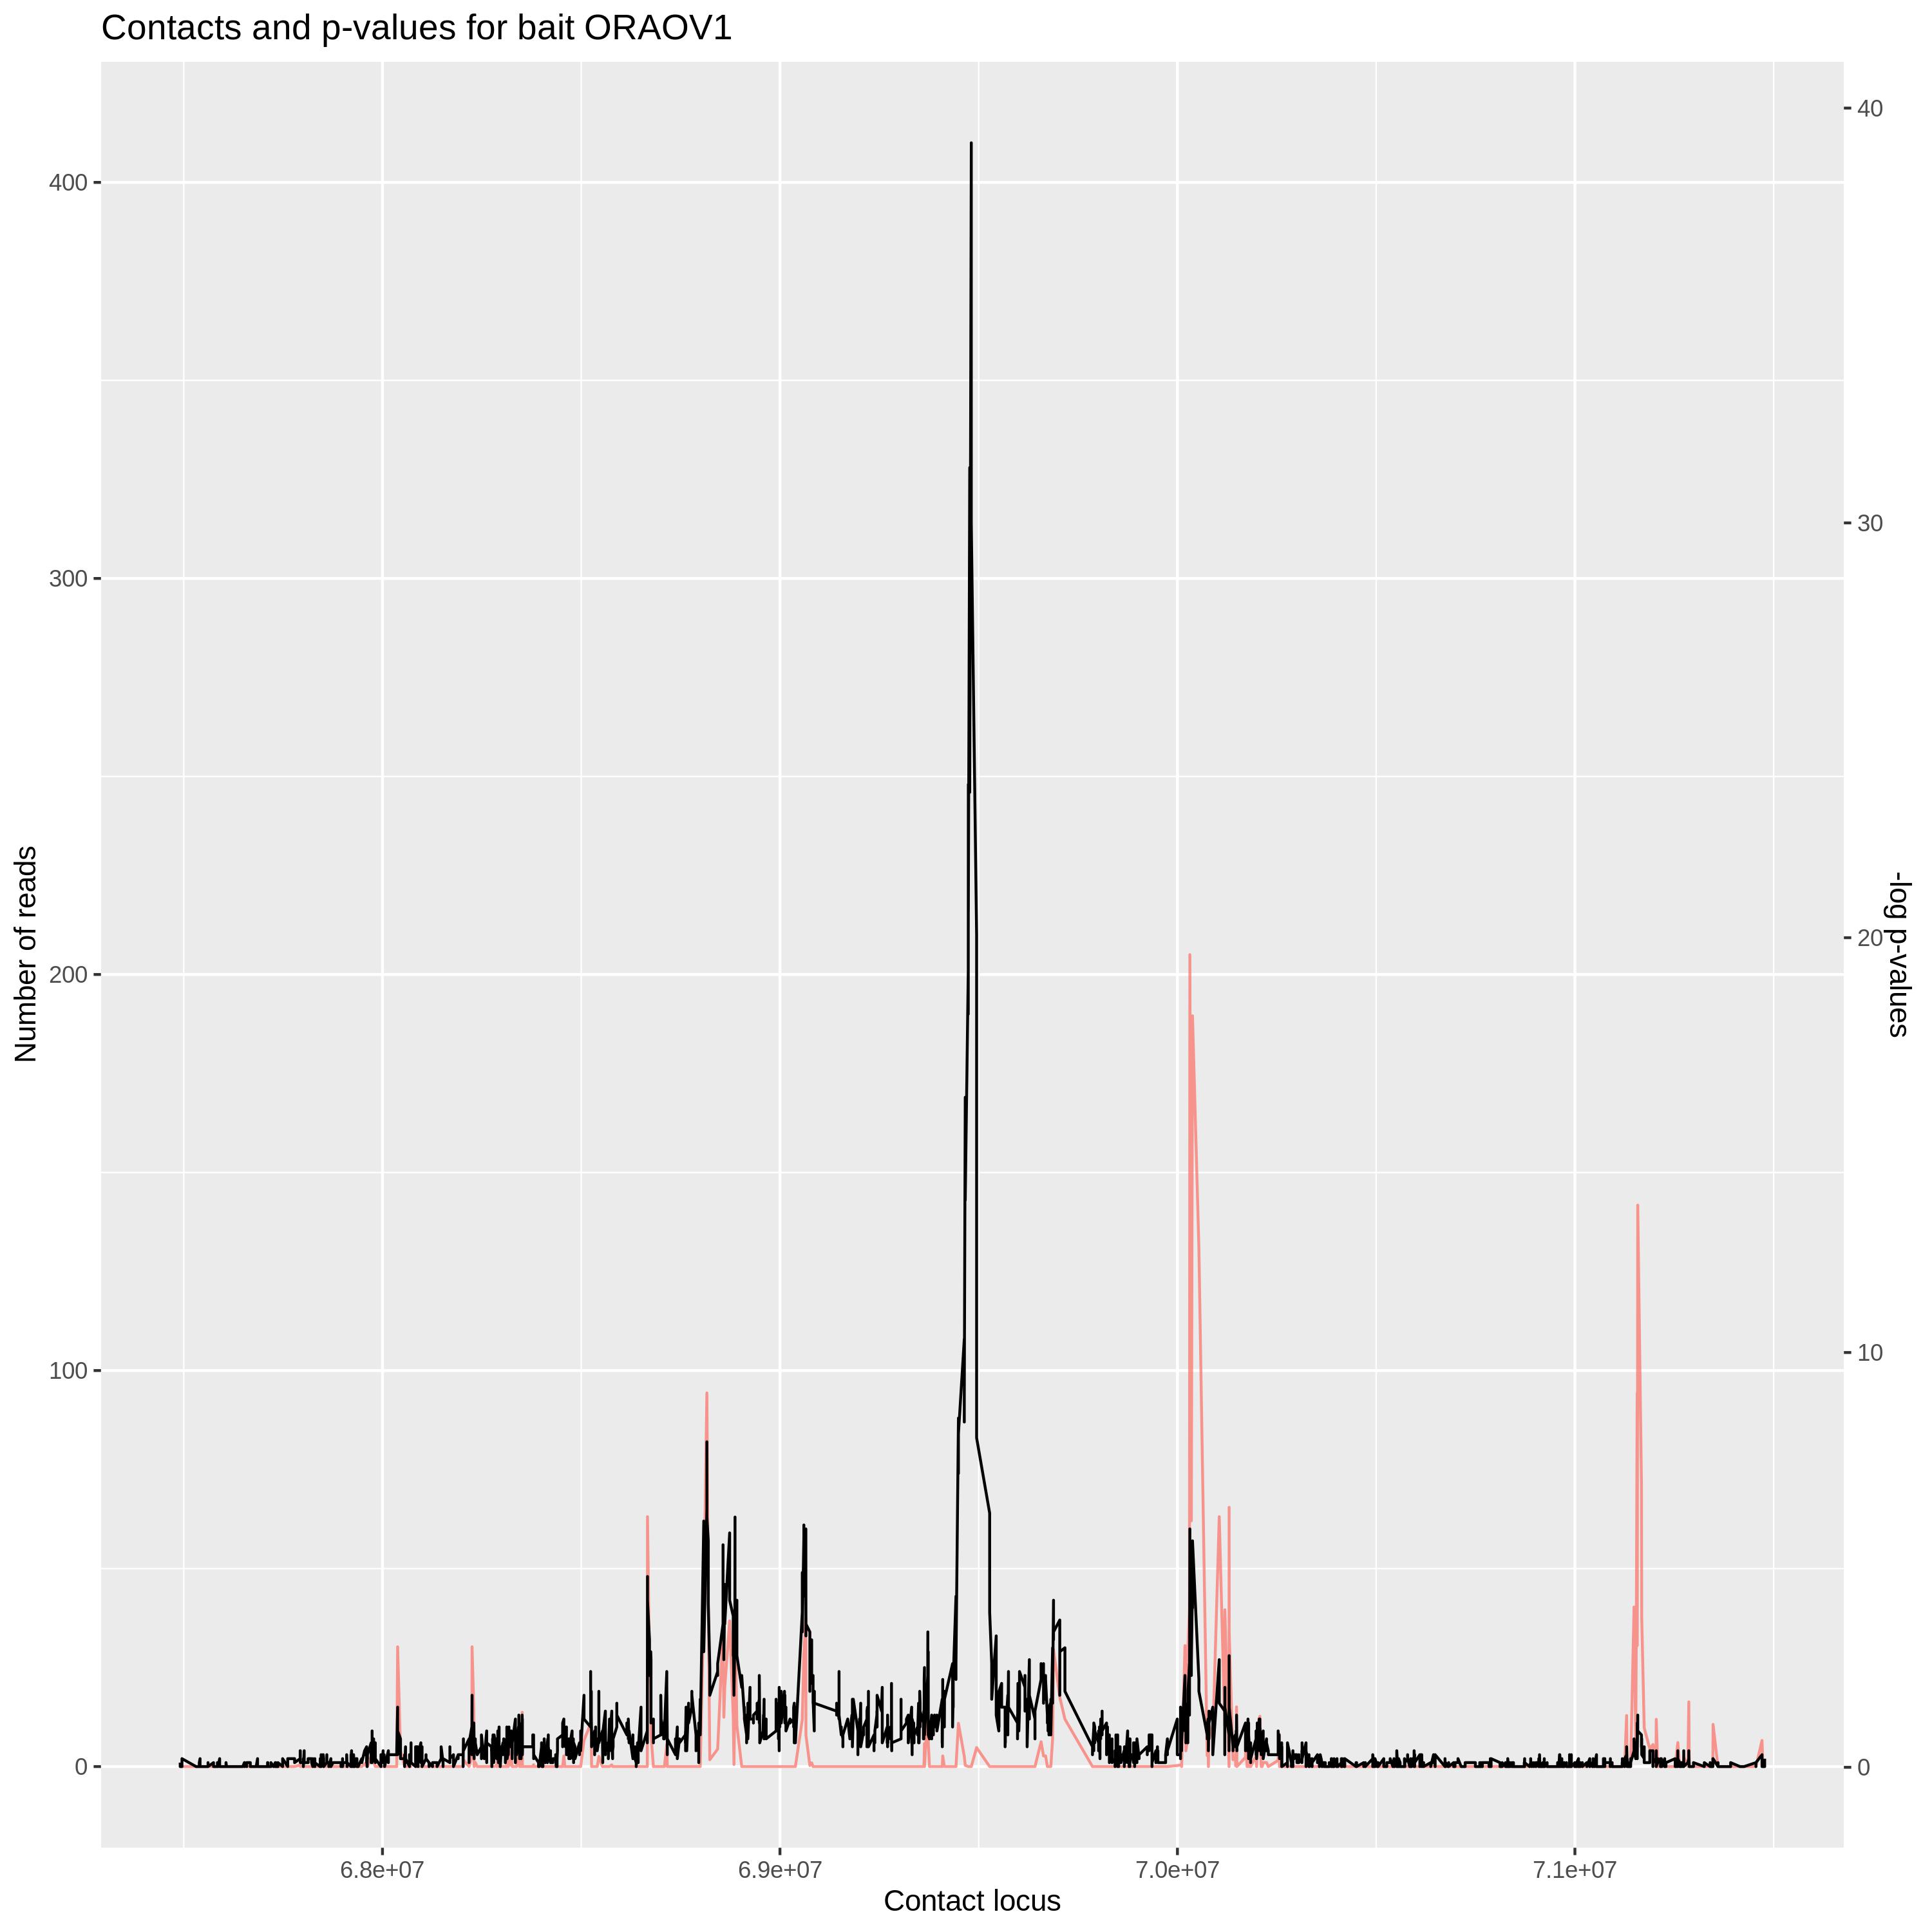 Contacts and p-values for bait ORAOV1
40
400
30
300
Number of reads
-log p-values
20
200
10
100
0
0
6.8e+07 6.9e+07 7.0e+07 7.1e+07
Contact locus